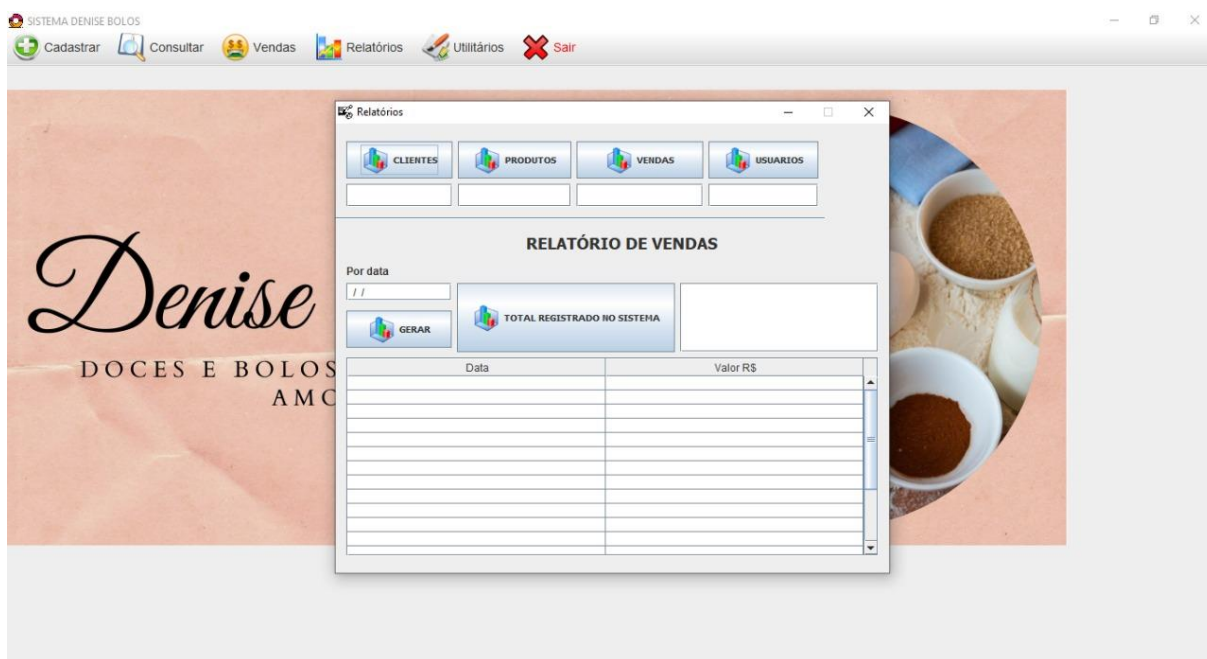 SISTEMA DENISE BOLOS
Cadastrar Consultar Vendas Relatórios Utilitários Sair
Relatórios
CLIENTES PRODUTOS VENDAS USUARIOS
RELATÓRIO DE VENDAS
Por data
/ /
GERAR
TOTAL REGISTRADO NO SISTEMA
Data Valor R$
Denise
DOCES E BOLOS
AMO